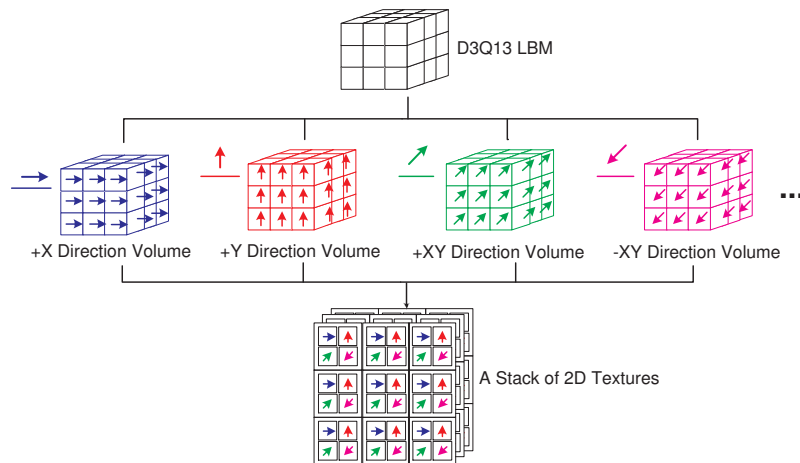 D3Q13 LBM
+X Direction Volume
+Y Direction Volume
+XY Direction Volume
-XY Direction Volume
...
A Stack of 2D Textures